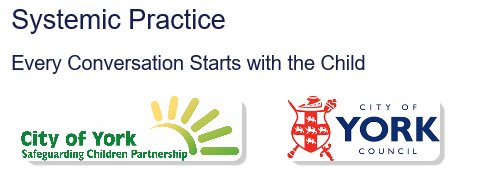 Systemic Practice
Every Conversation Starts with the Child
City of York
Safeguarding Children Partnership
CITY OF
YORK
COUNCIL